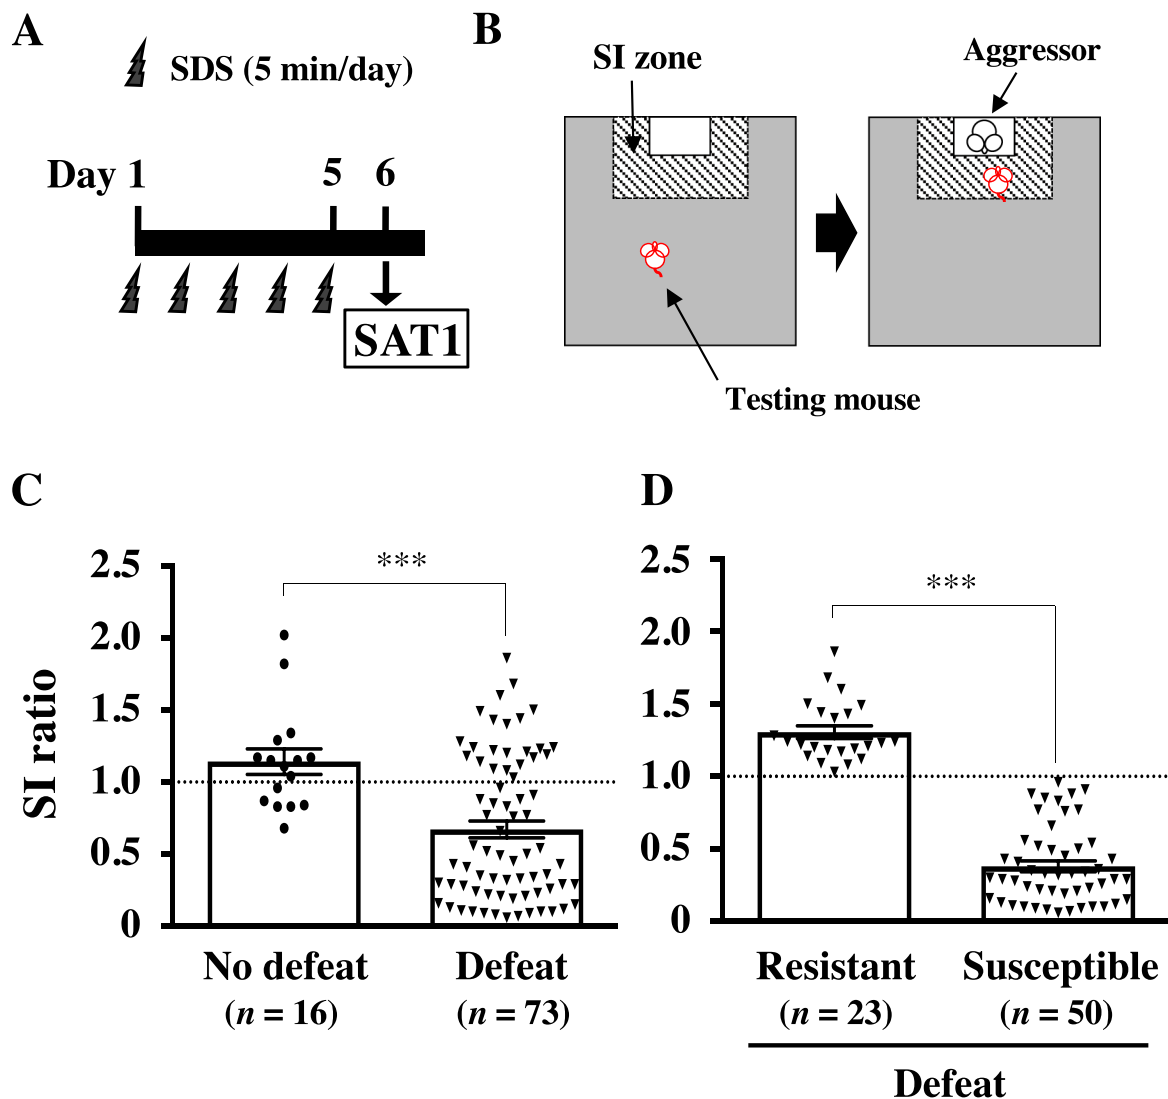 A
SDS (5 min/day)
Day 1 5 6
SAT1
B
SI zone
Aggressor
Testing mouse
C
SI ratio
2.5
2.0
1.5
1.0
0.5
0
***
No defeat Defeat
(n = 16) (n = 73)
D
2.5
2.0
1.5
1.0
0.5
0
***
Resistant Susceptible
(n = 23) (n = 50)
Defeat